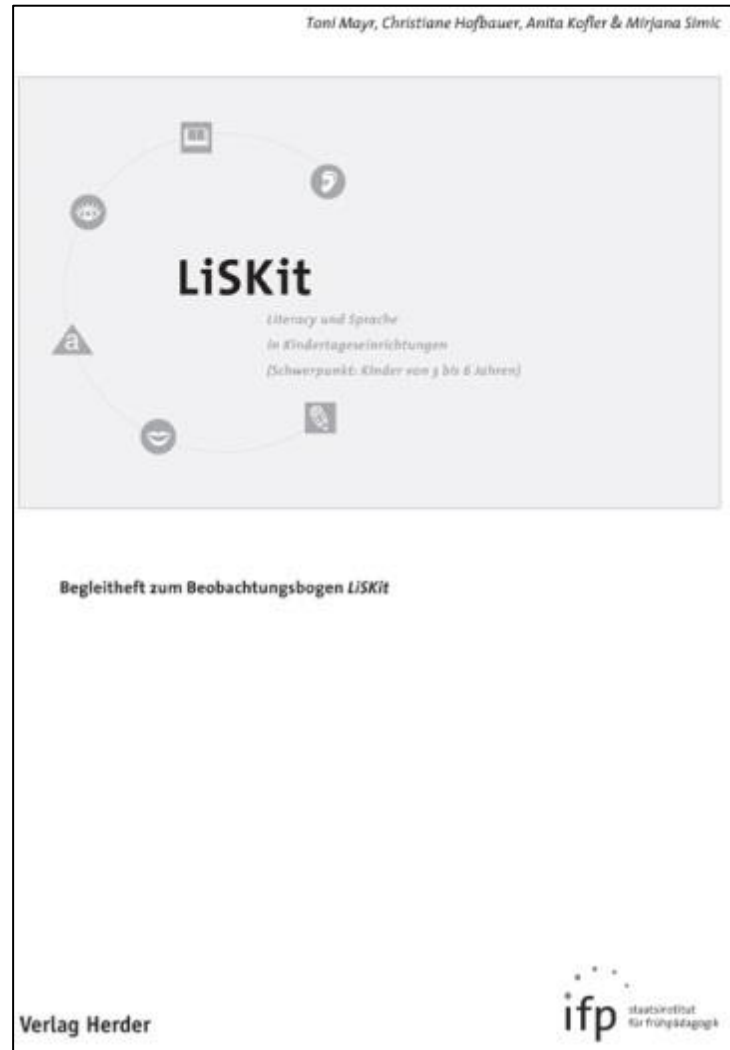 Toni Mayr, Christiane Hofbauer, Anita Kofler & Mirjana Simic
LiSKit
Literacy und Sprache
in Kindertageseinrichtungen
(Schwerpunkt: Kinder von 3 bis 6 Jahren)
a
Begleitheft zum Beobachtungsbogen LiSKit
Verlag Herder
ifp
staatsinstitut
für frühpädagogik